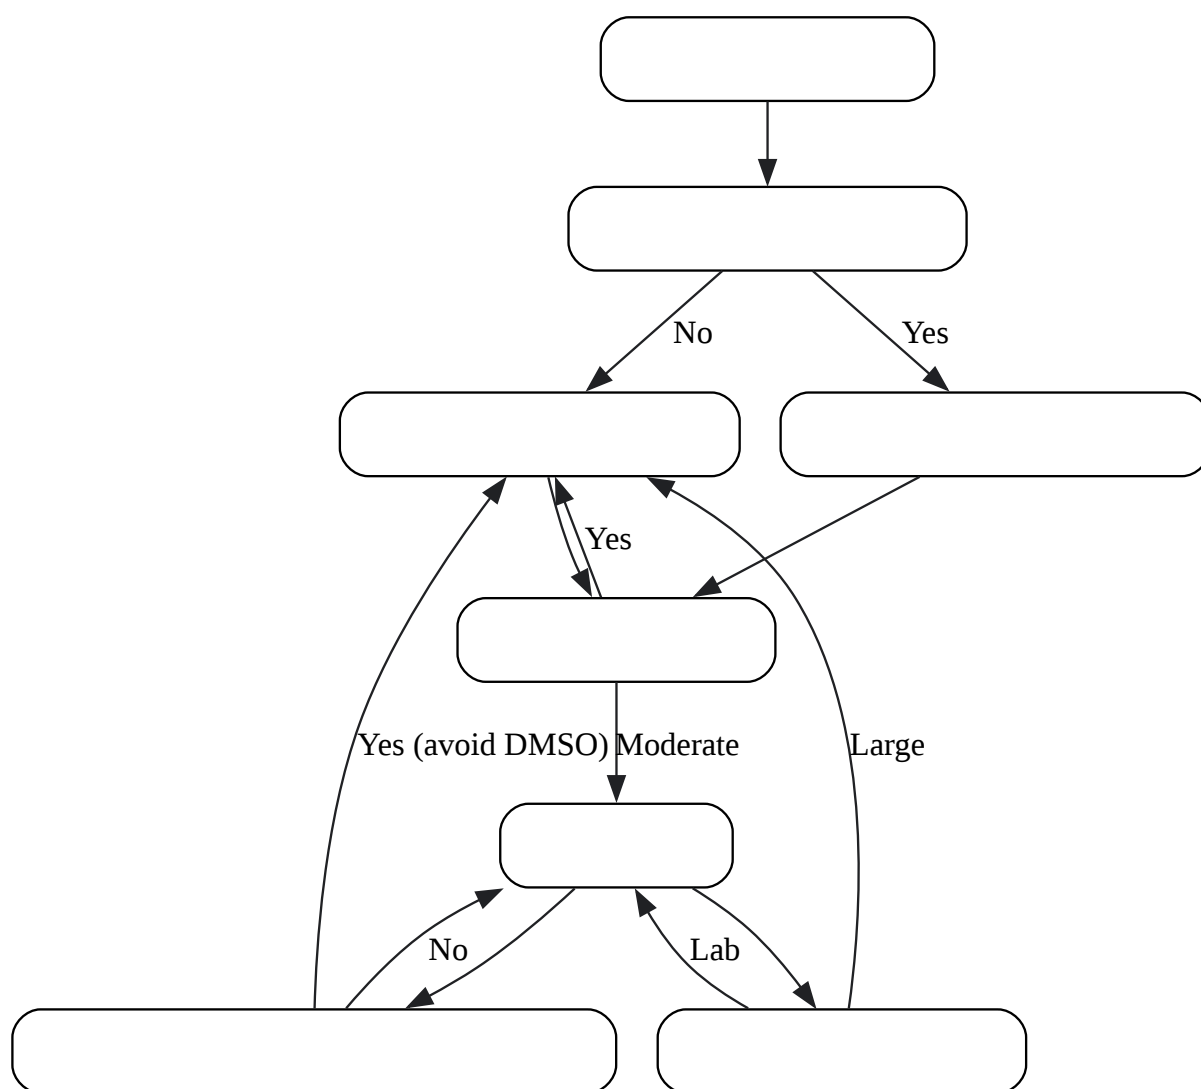 No
Yes
Yes
Yes (avoid DMSO)
Moderate
Large
No
Lab